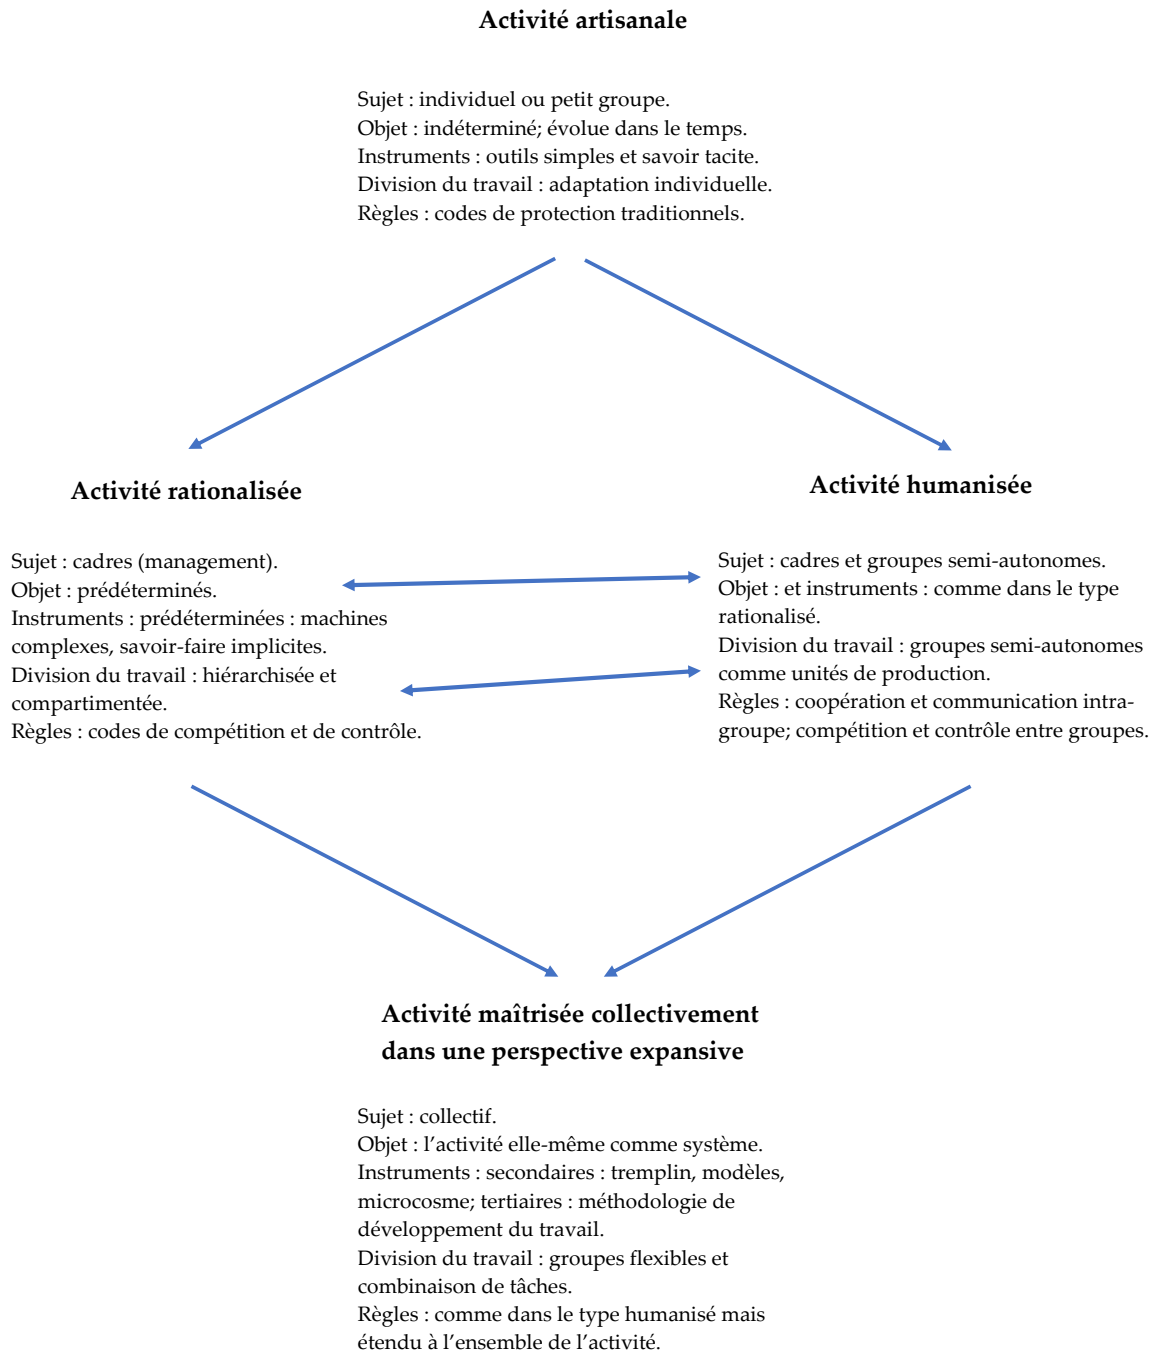 Activité artisanale
Sujet : individuel ou petit groupe.
Objet : indéterminé; évolue dans le temps.
Instruments : outils simples et savoir tacite.
Division du travail : adaptation individuelle.
Règles : codes de protection traditionnels.
Activité rationalisée
Sujet : cadres (management).
Objet : prédéterminés.
Instruments : prédéterminées : machines
complexes, savoir-faire implicites.
Division du travail : hiérarchisée et
compartimentée.
Règles : codes de compétition et de contrôle.
Activité humanisée
Sujet : cadres et groupes semi-autonomes.
Objet : et instruments : comme dans le type
rationalisé.
Division du travail : groupes semi-autonomes
comme unités de production.
Règles : coopération et communication intra-
groupe; compétition et contrôle entre groupes.
Activité maîtrisée collectivement
dans une perspective expansive
Sujet : collectif.
Objet : l’activité elle-même comme système.
Instruments : secondaires : tremplin, modèles,
microcosme; tertiaires : méthodologie de
développement du travail.
Division du travail : groupes flexibles et
combinaison de tâches.
Règles : comme dans le type humanisé mais
étendu à l’ensemble de l’activité.